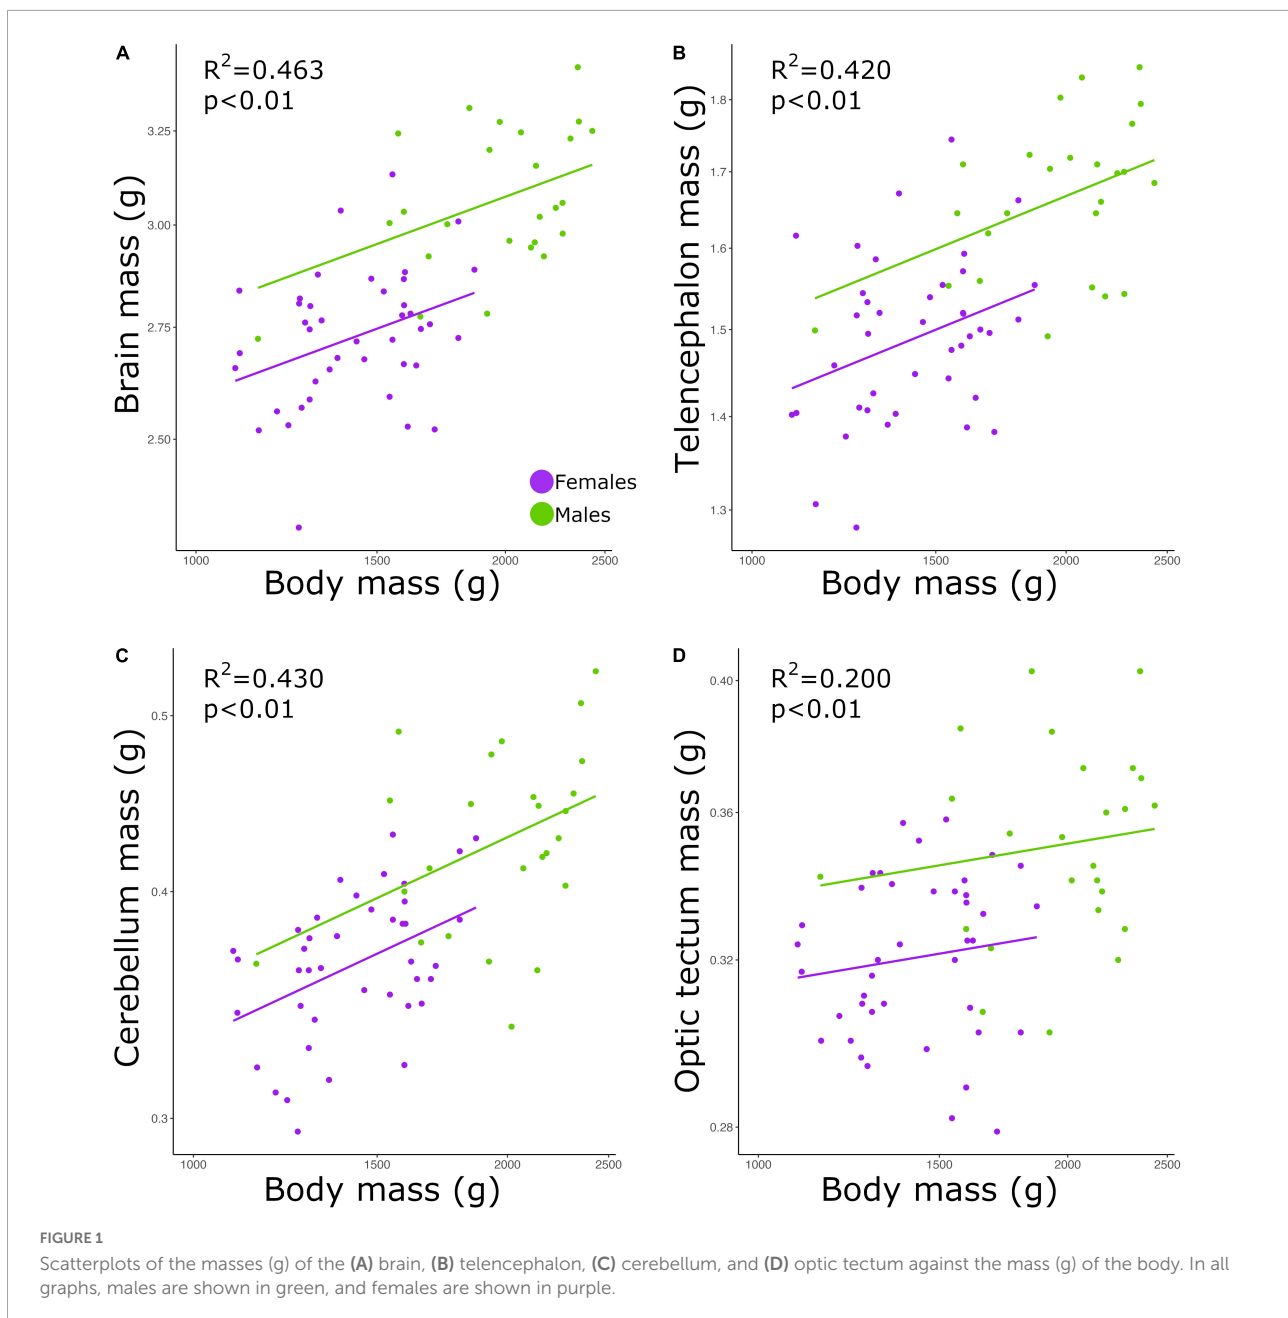 A
R²=0.463
p<0.01
Brain mass (g)
3.25
3.00
2.75
2.50
1000 1500 2000 2500
Body mass (g)
Females
Males
B
R²=0.420
p<0.01
Telencephalon mass (g)
1.8
1.7
1.6
1.5
1.4
1.3
1000 1500 2000 2500
Body mass (g)
C
R²=0.430
p<0.01
Cerebellum mass (g)
0.5
0.4
0.3
1000 1500 2000 2500
Body mass (g)
D
R²=0.200
p<0.01
Optic tectum mass (g)
0.40
0.36
0.32
0.28
1000 1500 2000 2500
Body mass (g)
FIGURE 1
Scatterplots of the masses (g) of the (A) brain, (B) telencephalon, (C) cerebellum, and (D) optic tectum against the mass (g) of the body. In all
graphs, males are shown in green, and females are shown in purple.